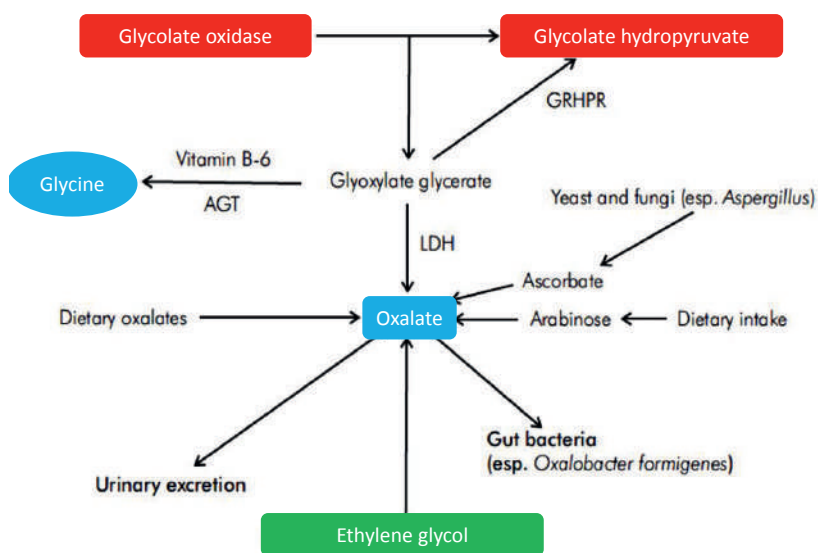 Glycolate oxidase
Glycolate hydropyruvate
GRHPR
Vitamin B-6
Glycine
Glyoxylate glycerate
AGT
Yeast and fungi (esp. Aspergillus)
LDH
Ascorbate
Dietary oxalates
Oxalate
Arabinose
Dietary intake
Gut bacteria
(esp. Oxalobacter formigenes)
Urinary excretion
Ethylene glycol